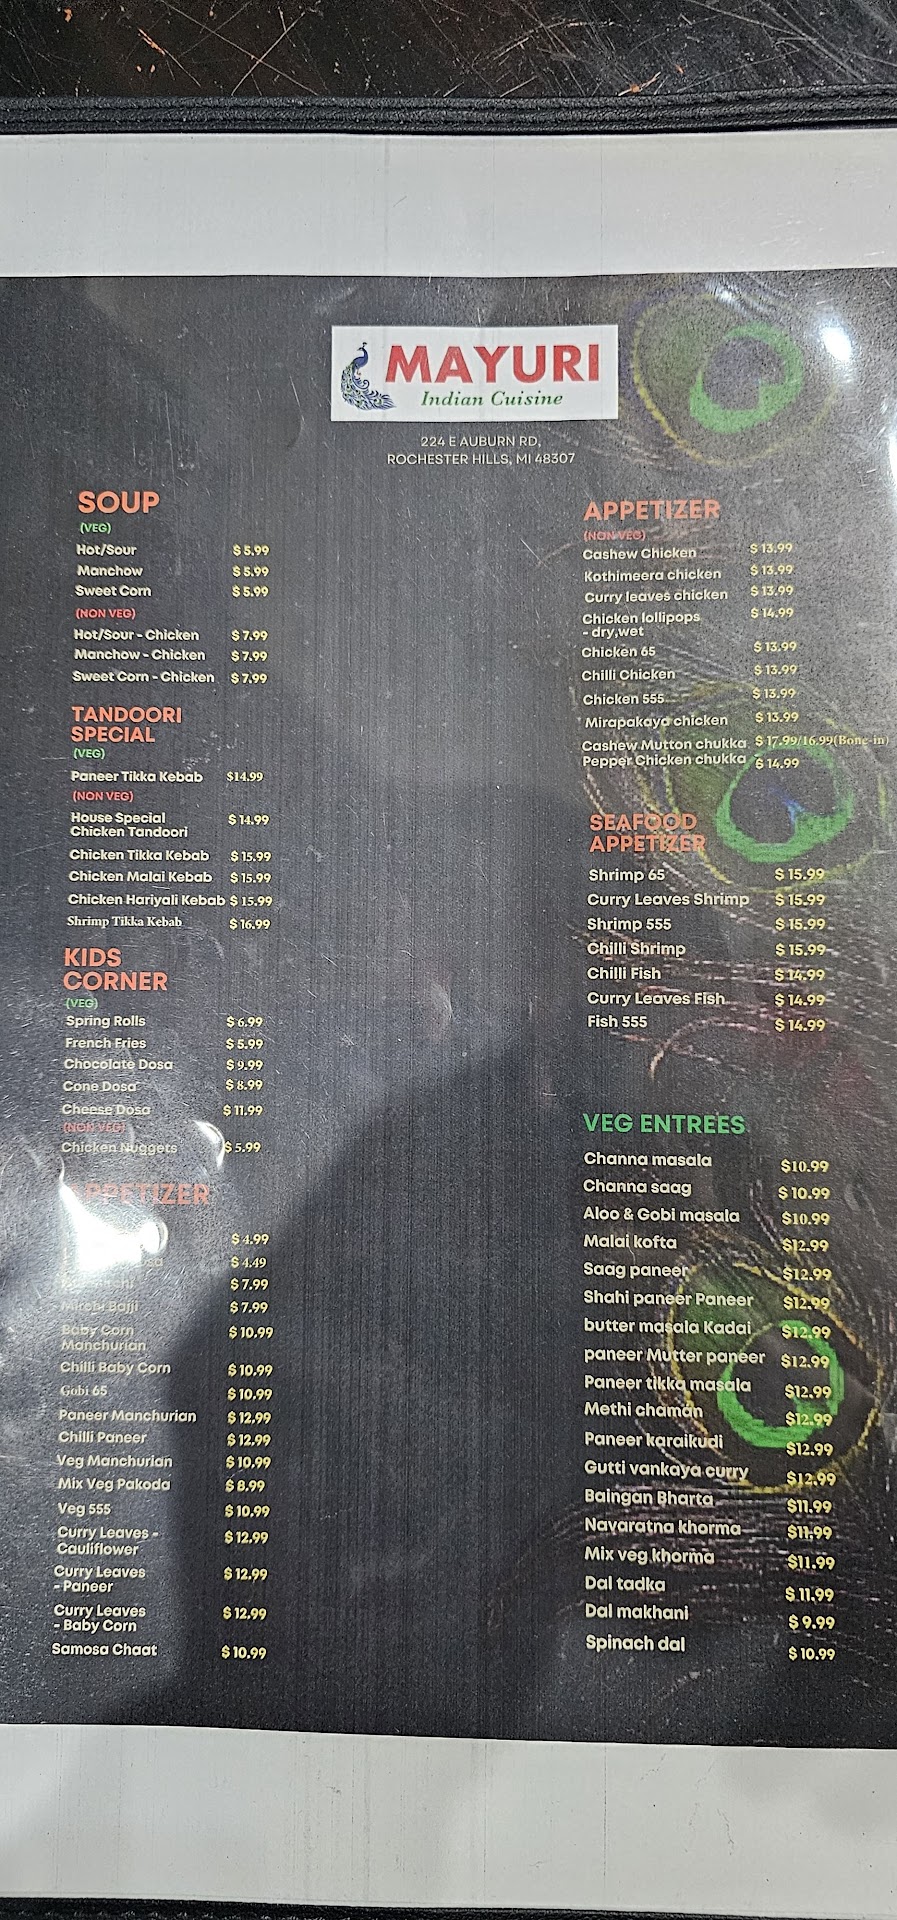 MAYURI
Indian Cuisine
224 E AUBURN RD,
ROCHESTER HILLS, MI 48307
SOUP
(VEG)
Hot/Sour $ 5.99
Manchow $ 5.99
Sweet Corn $ 5.99
(NON VEG)
Hot/Sour - Chicken $ 7.99
Manchow - Chicken $ 7.99
Sweet Corn - Chicken $ 7.99
TANDOORI
SPECIAL
(VEG)
Paneer Tikka Kebab $14.99
(NON VEG)
House Special $ 14.99
Chicken Tandoori
Chicken Tikka Kebab $ 15.99
Chicken Malai Kebab $ 15.99
Chicken Hariyali Kebab $ 15.99
Shrimp Tikka Kebab $ 16.99
KIDS
CORNER
(VEG)
Spring Rolls $ 6.99
French Fries $ 5.99
Chocolate Dosa $ 9.99
Cone Dosa $ 8.99
Cheese Dosa $ 11.99
(NON VEG)
Chicken Nuggets $ 5.99
APPETIZER
$ 4.99
$ 4.49
$ 7.99
Mirchi Bajji $ 7.99
Baby Corn $ 10.99
Manchurian
Chilli Baby Corn $ 10.99
Gobi 65 $ 10.99
Paneer Manchurian $ 12.99
Chilli Paneer $ 12.99
Veg Manchurian $ 10.99
Mix Veg Pakoda $ 8.99
Veg 555 $ 10.99
Curry Leaves - $ 12.99
Cauliflower
Curry Leaves $ 12.99
- Paneer
Curry Leaves $ 12.99
- Baby Corn
Samosa Chaat $ 10.99
APPETIZER
(NON VEG)
Cashew Chicken $ 13.99
Kothimeera chicken $ 13.99
Curry leaves chicken $ 13.99
Chicken lollipops $ 14.99
- dry,wet
Chicken 65 $ 13.99
Chilli Chicken $ 13.99
Chicken 555 $ 13.99
Mirapakaya chicken $ 13.99
Cashew Mutton chukka $ 17.99/16.99(Bone-in)
Pepper Chicken chukka $ 14.99
SEAFOOD
APPETIZER
Shrimp 65 $ 15.99
Curry Leaves Shrimp $ 15.99
Shrimp 555 $ 15.99
Chilli Shrimp $ 15.99
Chilli Fish $ 14.99
Curry Leaves Fish $ 14.99
Fish 555 $ 14.99
VEG ENTREES
Channa masala $10.99
Channa saag $ 10.99
Aloo & Gobi masala $10.99
Malai kofta $12.99
Saag paneer $12.99
Shahi paneer Paneer $12.99
butter masala Kadai $12.99
paneer Mutter paneer $12.99
Paneer tikka masala $12.99
Methi chaman $12.99
Paneer karaikudi $12.99
Gutti vankaya curry $12.99
Baingan Bharta $11.99
Navaratna khorma $11.99
Mix veg khorma $11.99
Dal tadka $ 11.99
Dal makhani $ 9.99
Spinach dal $ 10.99